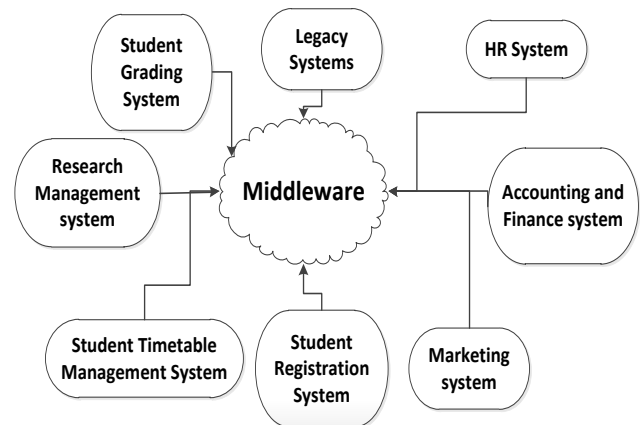 Student
Grading
System
Legacy
Systems
HR System
Research
Management
system
Middleware
Accounting and
Finance system
Student Timetable
Management System
Student
Registration
System
Marketing
system